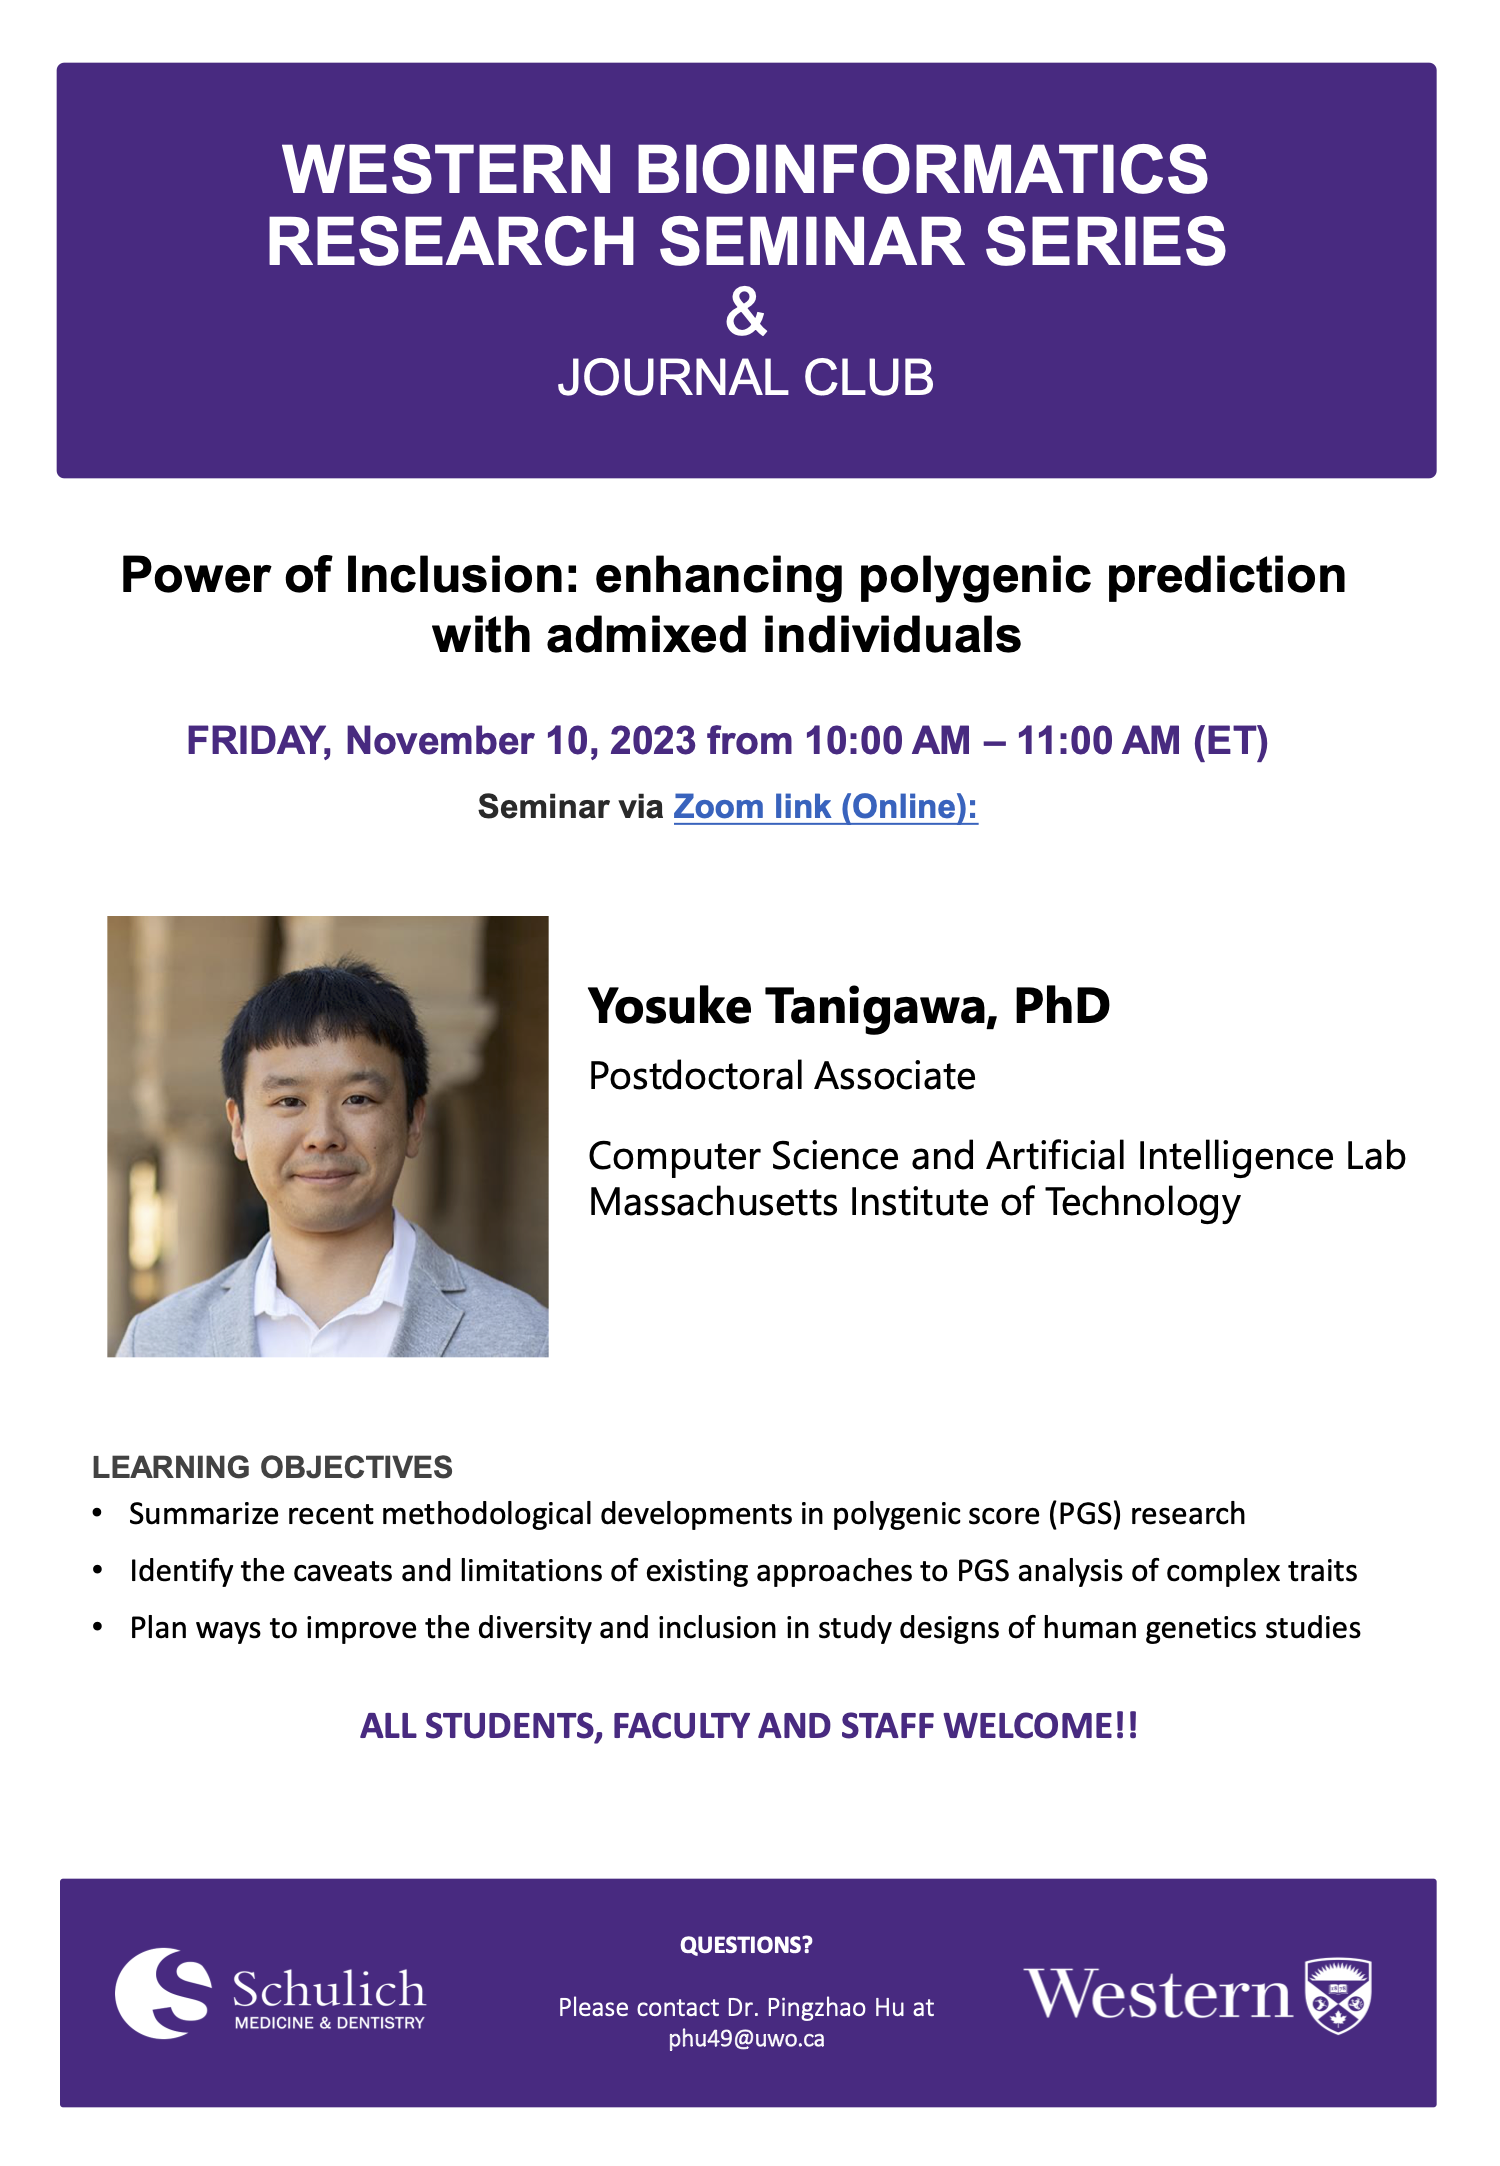 WESTERN BIOINFORMATICS
RESEARCH SEMINAR SERIES
&
JOURNAL CLUB
Power of Inclusion: enhancing polygenic prediction
with admixed individuals
FRIDAY, November 10, 2023 from 10:00 AM – 11:00 AM (ET)
Seminar via Zoom link (Online):
Yosuke Tanigawa, PhD
Postdoctoral Associate
Computer Science and Artificial Intelligence Lab
Massachusetts Institute of Technology
LEARNING OBJECTIVES
• Summarize recent methodological developments in polygenic score (PGS) research
• Identify the caveats and limitations of existing approaches to PGS analysis of complex traits
• Plan ways to improve the diversity and inclusion in study designs of human genetics studies
ALL STUDENTS, FACULTY AND STAFF WELCOME!!
Schulich
MEDICINE & DENTISTRY
QUESTIONS?
Please contact Dr. Pingzhao Hu at
phu49@uwo.ca
Western